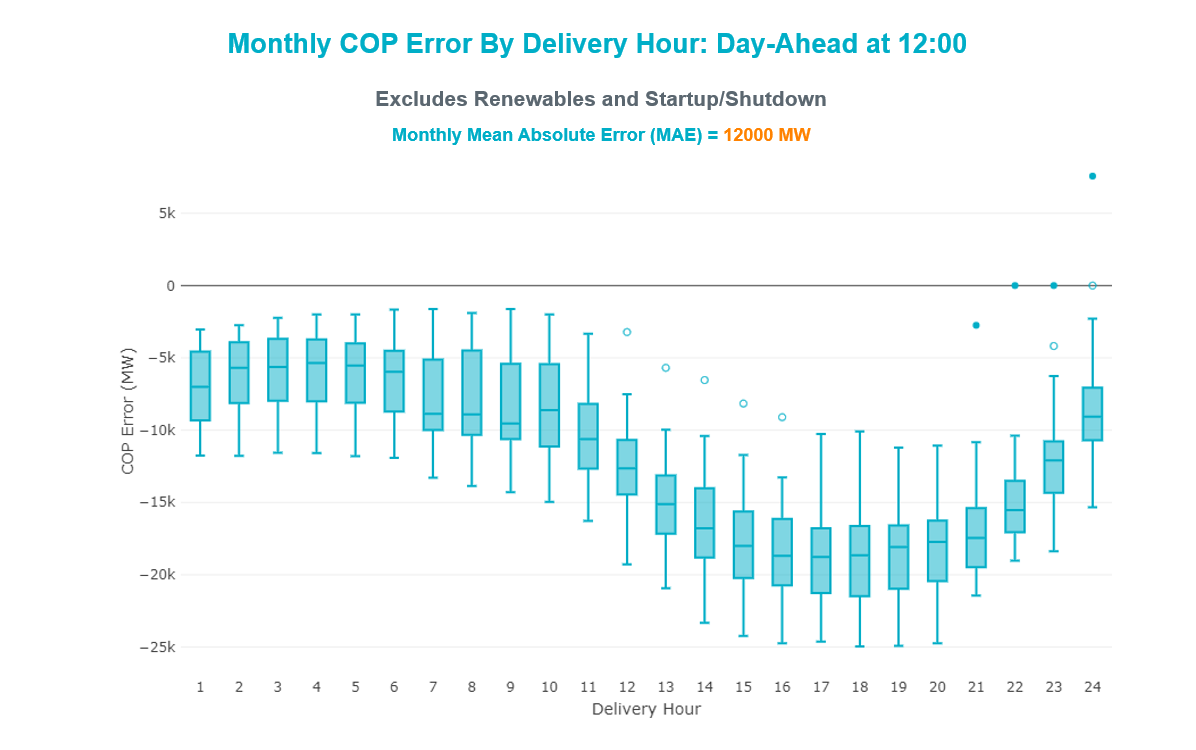 Monthly COP Error By Delivery Hour: Day-Ahead at 12:00
Excludes Renewables and Startup/Shutdown
Monthly Mean Absolute Error (MAE) = 12000 MW
5k
0
−5k
−10k
−15k
−20k
−25k
COP Error (MW)
1 2 3 4 5 6 7 8 9 10 11 12 13 14 15 16 17 18 19 20 21 22 23 24
Delivery Hour